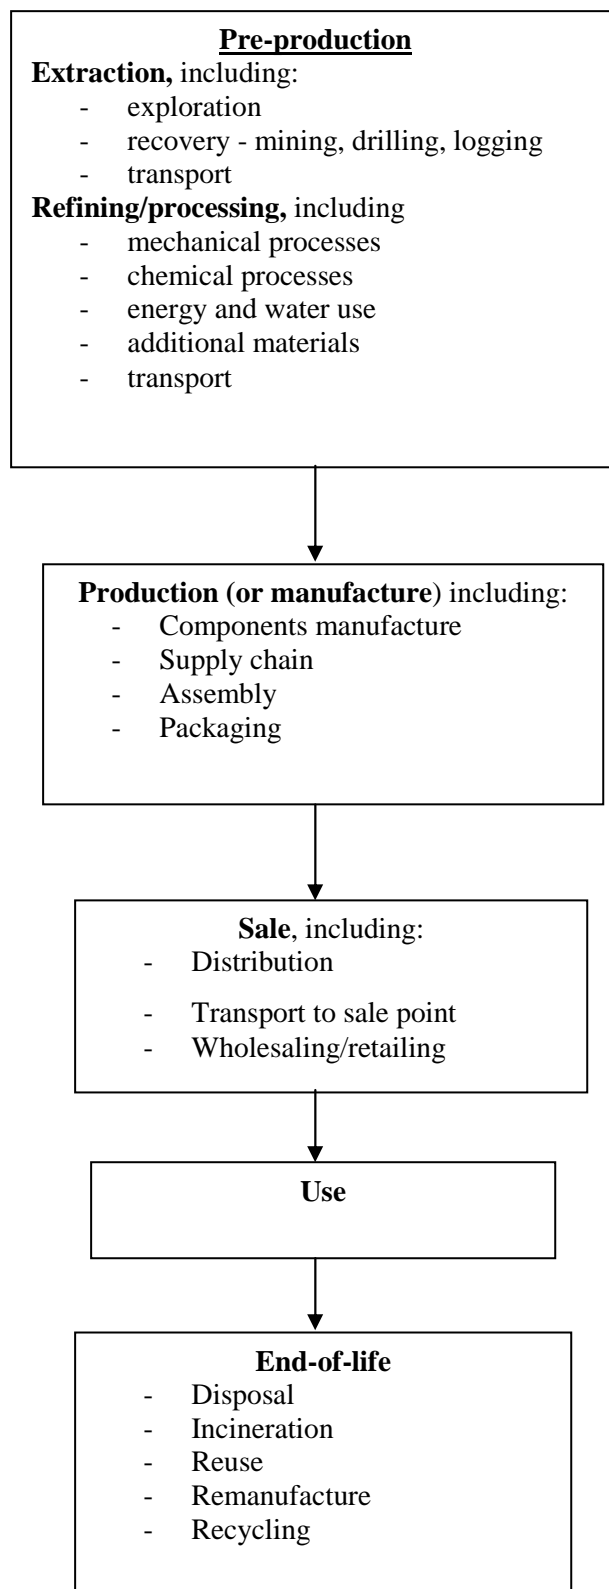 Pre-production
Extraction, including:
- exploration
- recovery - mining, drilling, logging
- transport
Refining/processing, including
- mechanical processes
- chemical processes
- energy and water use
- additional materials
- transport
Production (or manufacture) including:
- Components manufacture
- Supply chain
- Assembly
- Packaging
Sale, including:
- Distribution
- Transport to sale point
- Wholesaling/retailing
Use
End-of-life
- Disposal
- Incineration
- Reuse
- Remanufacture
- Recycling